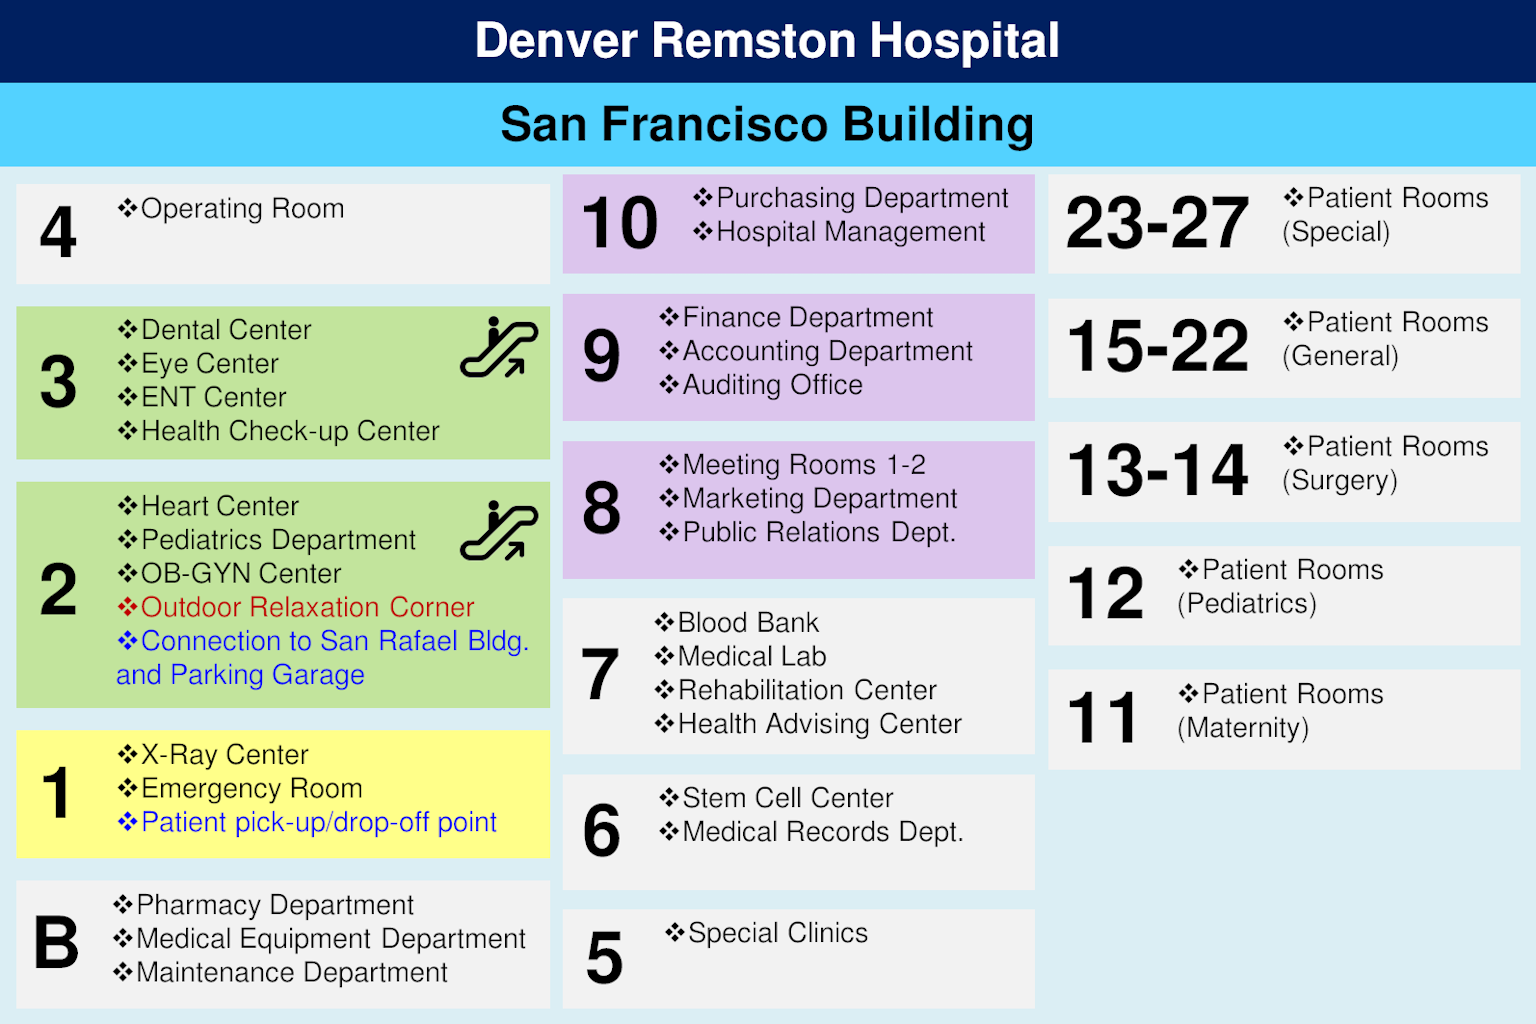 Denver Remston Hospital
San Francisco Building
4
❖Operating Room
3
❖Dental Center
❖Eye Center
❖ENT Center
❖Health Check-up Center
2
❖Heart Center
❖Pediatrics Department
❖OB-GYN Center
❖Outdoor Relaxation Corner
❖Connection to San Rafael Bldg.
and Parking Garage
1
❖X-Ray Center
❖Emergency Room
❖Patient pick-up/drop-off point
B
❖Pharmacy Department
❖Medical Equipment Department
❖Maintenance Department
10
❖Purchasing Department
❖Hospital Management
9
❖Finance Department
❖Accounting Department
❖Auditing Office
8
❖Meeting Rooms 1-2
❖Marketing Department
❖Public Relations Dept.
7
❖Blood Bank
❖Medical Lab
❖Rehabilitation Center
❖Health Advising Center
6
❖Stem Cell Center
❖Medical Records Dept.
5
❖Special Clinics
23-27
❖Patient Rooms
(Special)
15-22
❖Patient Rooms
(General)
13-14
❖Patient Rooms
(Surgery)
12
❖Patient Rooms
(Pediatrics)
11
❖Patient Rooms
(Maternity)